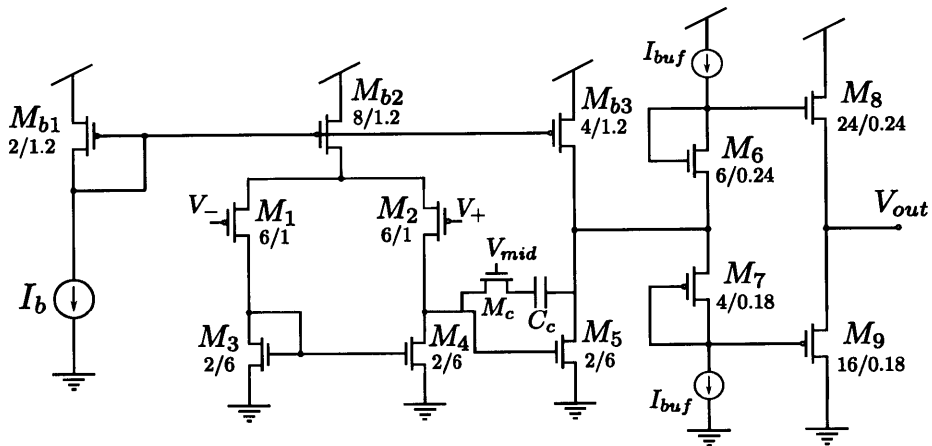 I_buf
M_b1
2/1.2
M_b2
8/1.2
M_b3
4/1.2
M_8
24/0.24
M_6
6/0.24
V_-
M_1
6/1
M_2
6/1
V_+
V_out
V_mid
M_c
C_c
M_7
4/0.18
I_b
M_3
2/6
M_4
2/6
M_5
2/6
M_9
16/0.18
I_buf